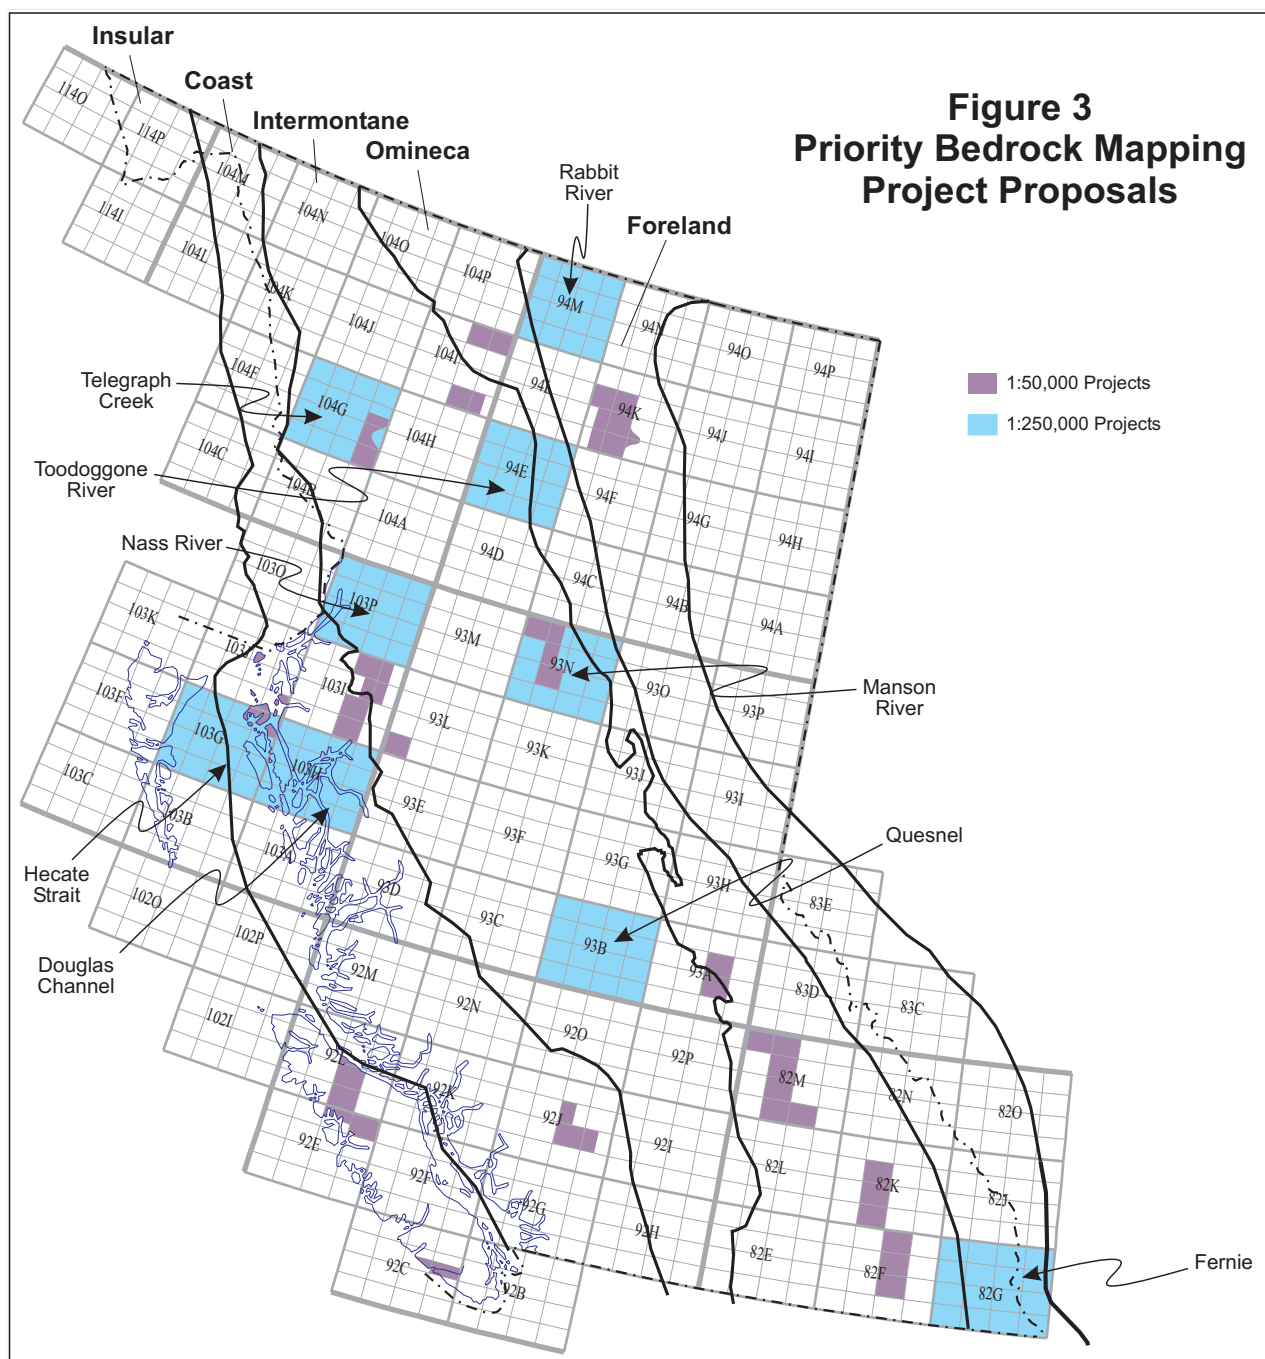 Figure 3
Priority Bedrock Mapping
Project Proposals
Insular
Coast
Intermontane
Omineca
Rabbit
River
Foreland
1:50,000 Projects
1:250,000 Projects
Telegraph
Creek
Toodoggone
River
Nass River
Manson
River
Quesnel
Hecate
Strait
Douglas
Channel
Fernie
114O
114P
114I
104M
104N
104O
104P
94M
94N
94O
94P
104L
104K
104J
104I
94L
94K
94J
94I
104F
104G
104H
94E
94F
94G
94H
104C
104B
104A
94D
94C
94B
94A
103O
103P
93M
93N
93O
93P
103K
103J
103I
93L
93K
93J
93I
103F
103G
103H
93E
93F
93G
93H
83E
103C
103B
103A
93D
93C
93B
93A
83D
83C
102O
102P
92M
92N
92O
92P
82M
82N
82O
102I
92L
92K
92J
92I
82L
82K
82J
92E
92F
92G
92H
82E
82F
82G
92C
92B